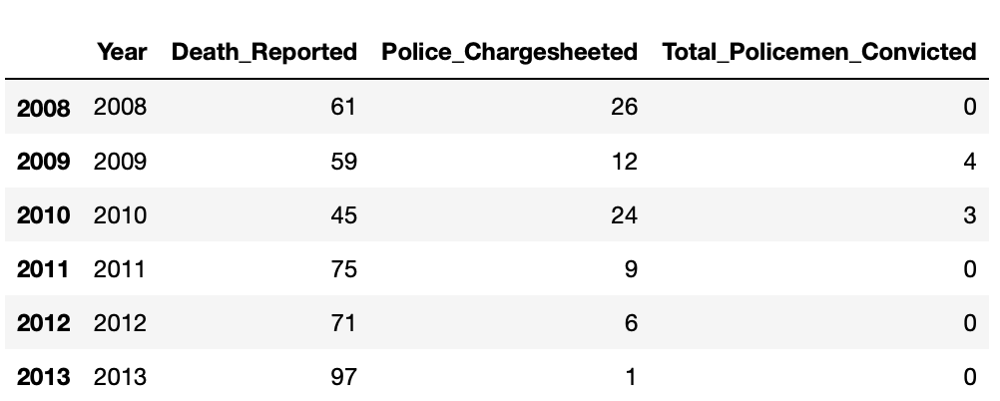 Year Death_Reported Police_Chargesheeted Total_Policemen_Convicted
2008 2008 61 26 0
2009 2009 59 12 4
2010 2010 45 24 3
2011 2011 75 9 0
2012 2012 71 6 0
2013 2013 97 1 0